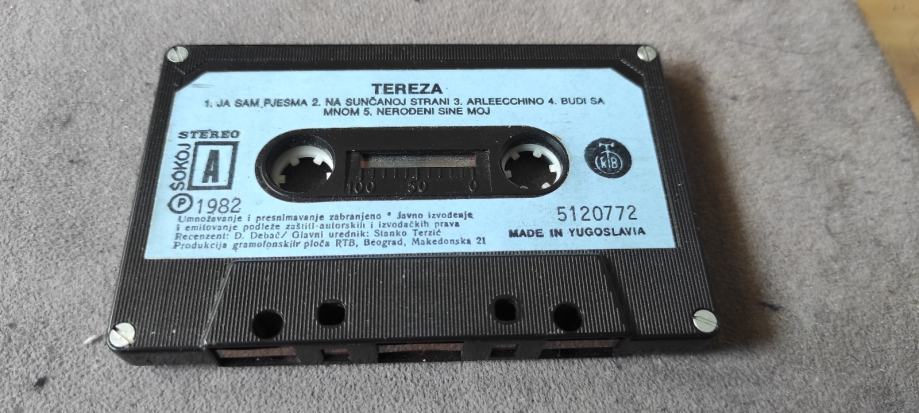 TEREZA
1. JA SAM PJESMA 2. NA SUNČANOJ STRANI 3. ARLEECCHINO 4. BUDI SA
MNOM 5. NEROĐENI SINE MOJ
STEREO
SOKOJ
A
100 50 0
RTB
℗ 1982
5120772
MADE IN YUGOSLAVIA
Umnožavanje i presnimavanje zabranjeno * Javno izvođenje
i emitovanje podleže zaštiti-autorskih i izvođačkih prava
Recenzent: Đ. Debač/ Glavni urednik: Stanko Terzić
Produkcija gramofonskih ploča RTB, Beograd, Makedonska 21